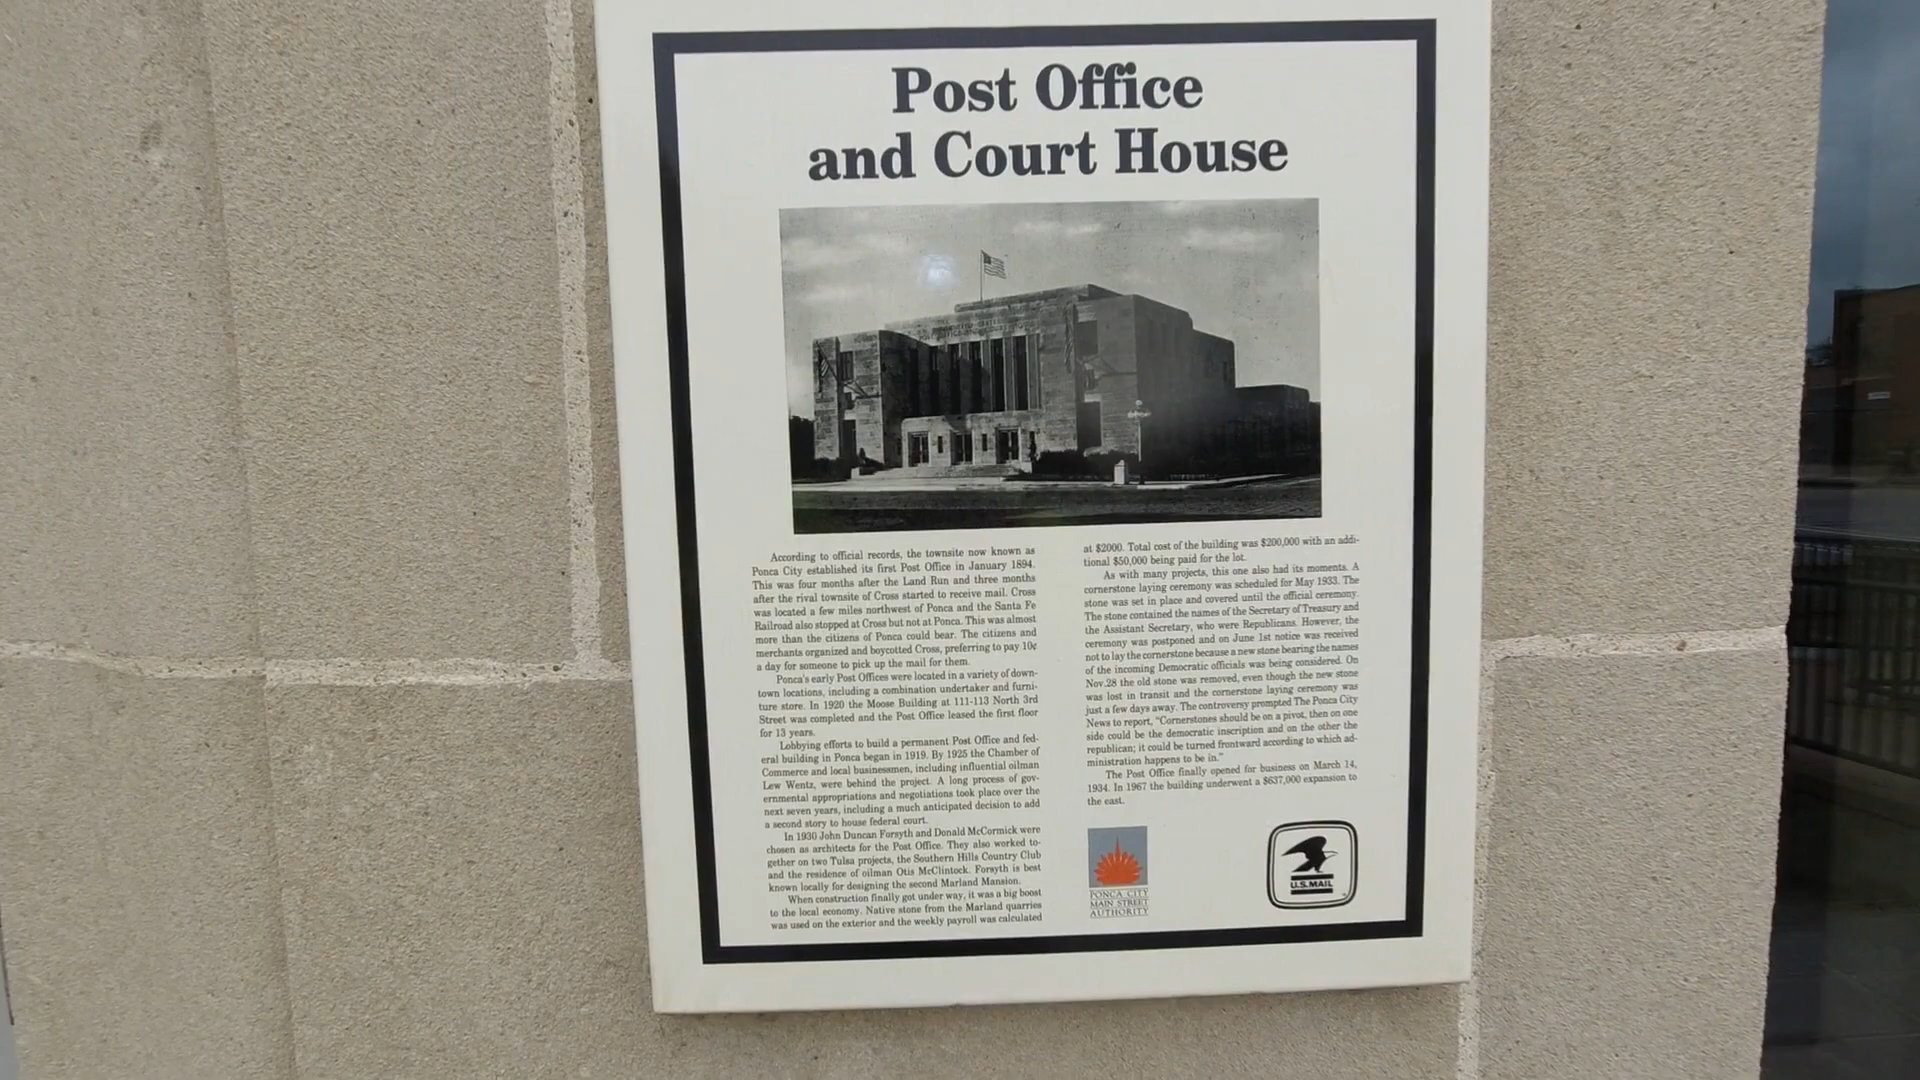 Post Office
and Court House
According to official records, the townsite now known as
Ponca City established its first Post Office in January 1894.
This was four months after the Land Run and three months
after the rival townsite of Cross started to receive mail. Cross
was located a few miles northwest of Ponca and the Santa Fe
Railroad also stopped at Cross but not at Ponca. This was almost
more than the citizens of Ponca could bear. The citizens and
merchants organized and boycotted Cross, preferring to pay 10¢
a day for someone to pick up the mail for them.
Ponca's early Post Offices were located in a variety of down-
town locations, including a combination undertaker and furni-
ture store. In 1920 the Moose Building at 111-113 North 3rd
Street was completed and the Post Office leased the first floor
for 13 years.
Lobbying efforts to build a permanent Post Office and fed-
eral building in Ponca began in 1919. By 1925 the Chamber of
Commerce and local businessmen, including influential oilman
Lew Wentz, were behind the project. A long process of gov-
ernmental appropriations and negotiations took place over the
next seven years, including a much anticipated decision to add
a second story to house federal court.
In 1930 John Duncan Forsyth and Donald McCormick were
chosen as architects for the Post Office. They also worked to-
gether on two Tulsa projects, the Southern Hills Country Club
and the residence of oilman Otis McClintock. Forsyth is best
known locally for designing the second Marland Mansion.
When construction finally got under way, it was a big boost
to the local economy. Native stone from the Marland quarries
was used on the exterior and the weekly payroll was calculated
at $2000. Total cost of the building was $200,000 with an addi-
tional $50,000 being paid for the lot.
As with many projects, this one also had its moments. A
cornerstone laying ceremony was scheduled for May 1933. The
stone was set in place and covered until the official ceremony.
The stone contained the names of the Secretary of Treasury and
the Assistant Secretary, who were Republicans. However, the
ceremony was postponed and on June 1st notice was received
not to lay the cornerstone because a new stone bearing the names
of the incoming Democratic officials was being considered. On
Nov.28 the old stone was removed, even though the new stone
was lost in transit and the cornerstone laying ceremony was
just a few days away. The controversy prompted The Ponca City
News to report, "Cornerstones should be on a pivot, then on one
side could be the democratic inscription and on the other the
republican; it could be turned frontward according to which ad-
ministration happens to be in."
The Post Office finally opened for business on March 14,
1934. In 1967 the building underwent a $637,000 expansion to
the east.
PONCA CITY
MAIN STREET
AUTHORITY
U.S.MAIL